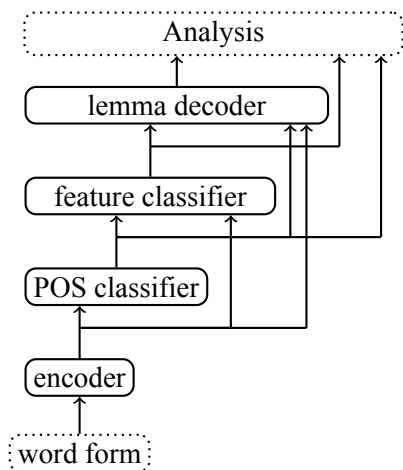 Analysis
lemma decoder
feature classifier
POS classifier
encoder
word form